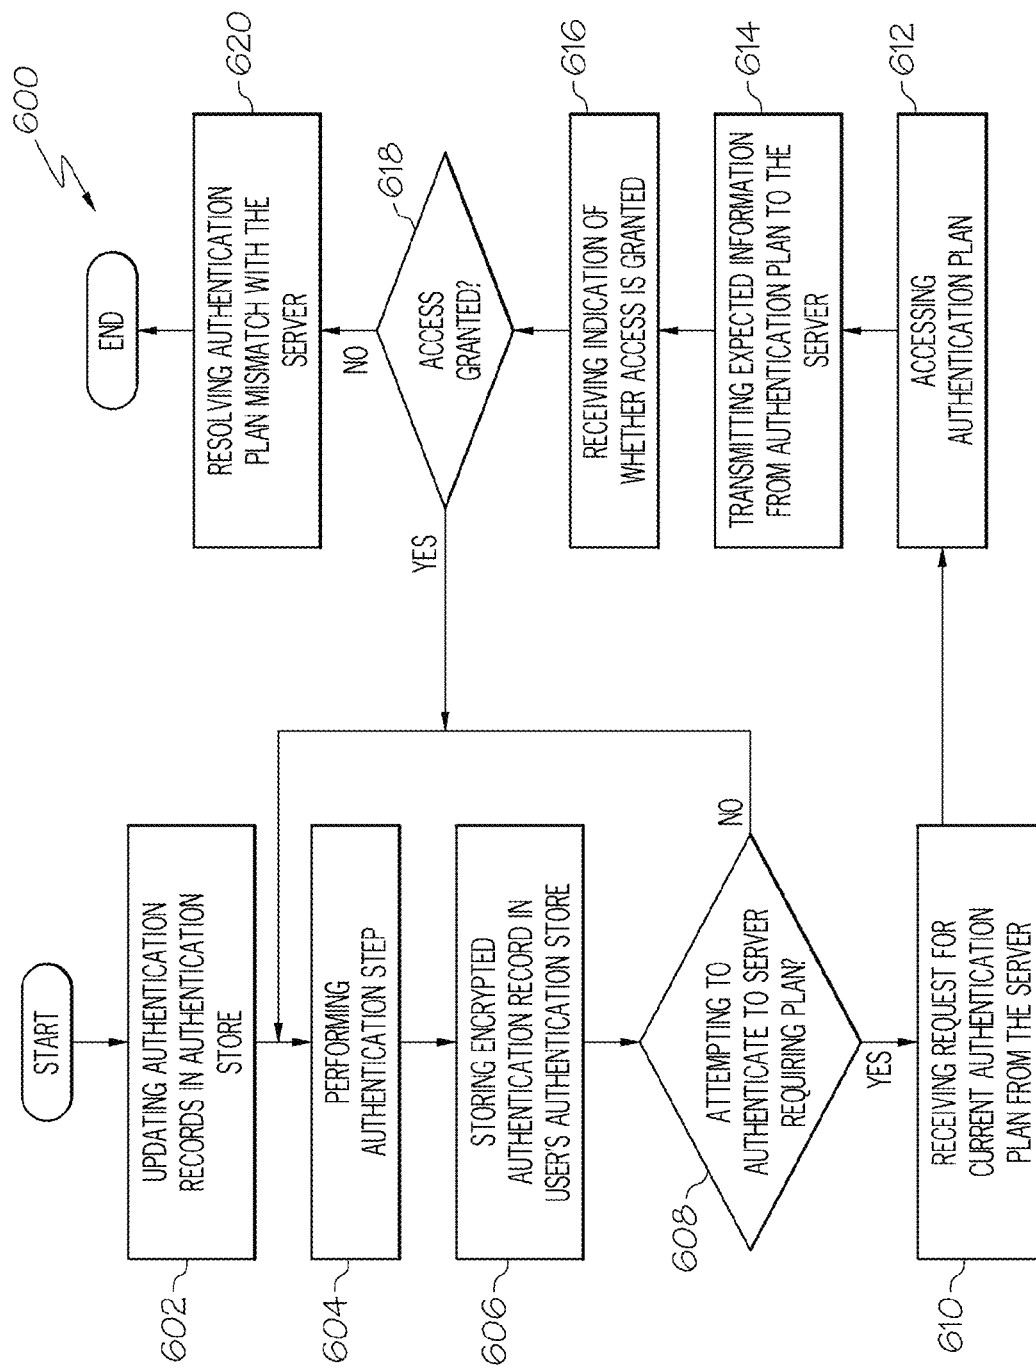 600
START
602
UPDATING AUTHENTICATION
RECORDS IN AUTHENTICATION
STORE
604
PERFORMING
AUTHENTICATION STEP
606
STORING ENCRYPTED
AUTHENTICATION RECORD IN
USER'S AUTHENTICATION STORE
608
ATTEMPTING TO
AUTHENTICATE TO SERVER
REQUIRING PLAN?
NO
YES
610
RECEIVING REQUEST FOR
CURRENT AUTHENTICATION
PLAN FROM THE SERVER
612
ACCESSING
AUTHENTICATION PLAN
614
TRANSMITTING EXPECTED INFORMATION
FROM AUTHENTICATION PLAN TO THE
SERVER
616
RECEIVING INDICATION OF
WHETHER ACCESS IS GRANTED
618
ACCESS
GRANTED?
YES
NO
620
RESOLVING AUTHENTICATION
PLAN MISMATCH WITH THE
SERVER
END